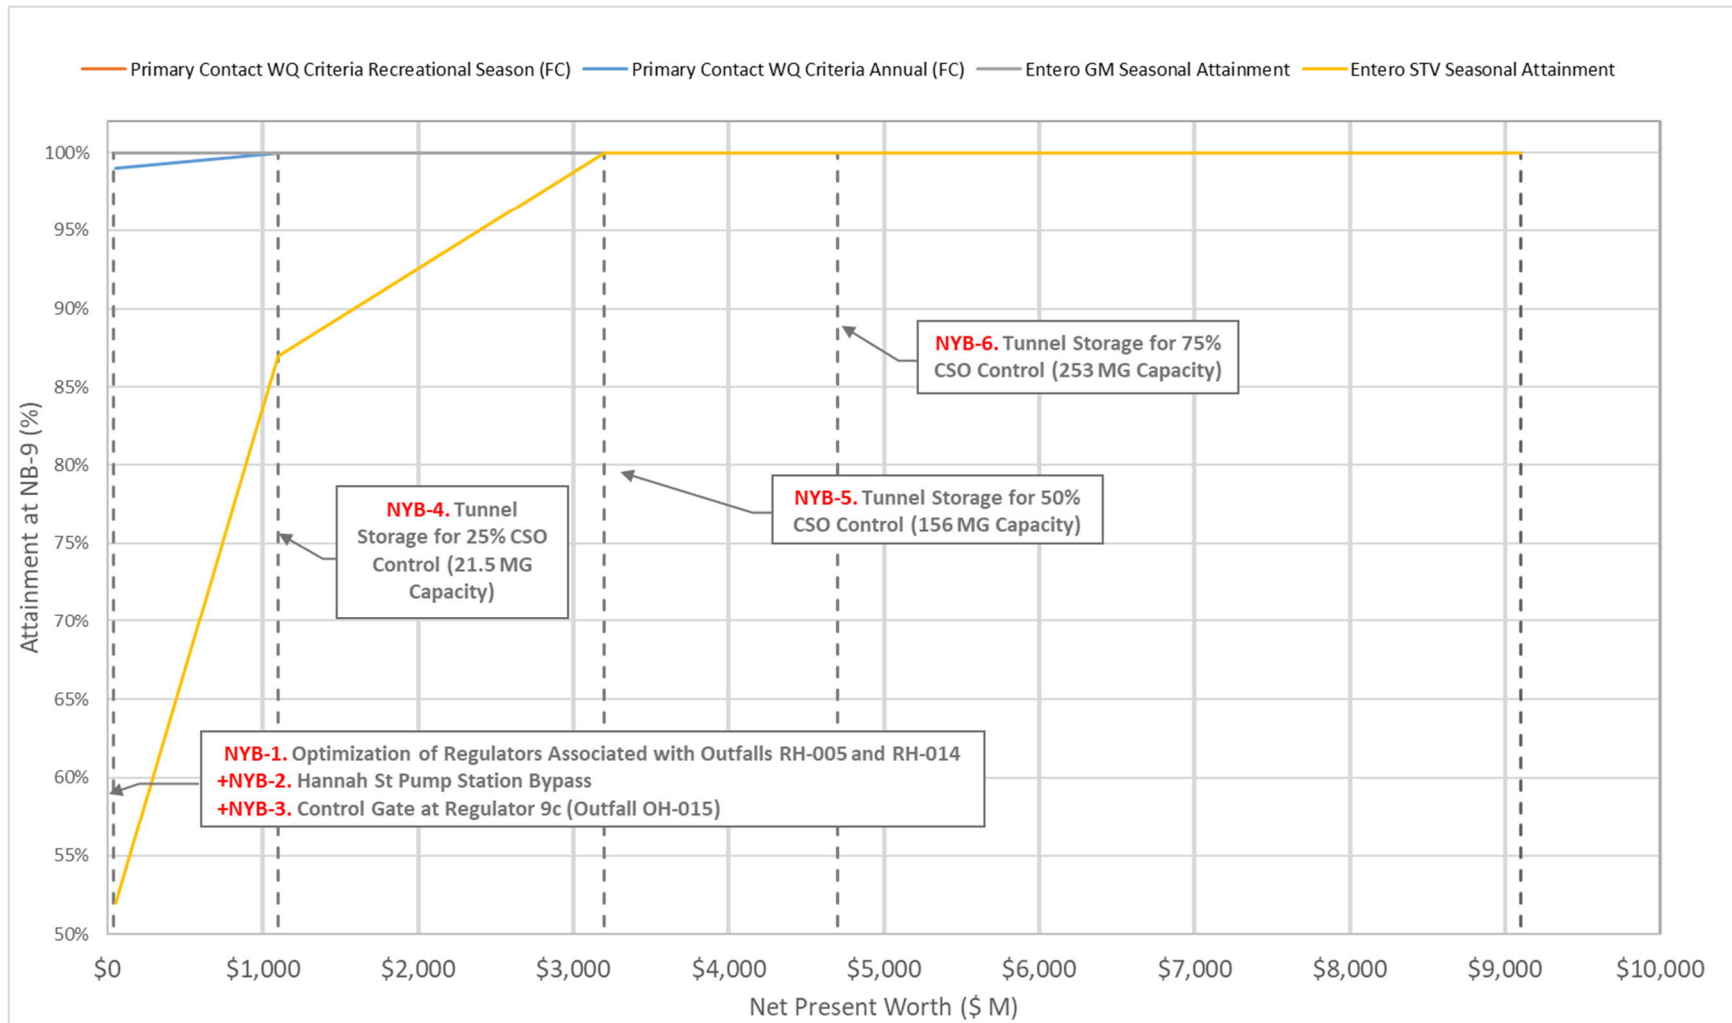 Primary Contact WQ Criteria Recreational Season (FC)
Primary Contact WQ Criteria Annual (FC)
Entero GM Seasonal Attainment
Entero STV Seasonal Attainment
100%
95%
90%
85%
80%
75%
70%
65%
60%
55%
50%
Attainment at NB-9 (%)
NYB-6. Tunnel Storage for 75%
CSO Control (253 MG Capacity)
NYB-5. Tunnel Storage for 50%
CSO Control (156 MG Capacity)
NYB-4. Tunnel
Storage for 25% CSO
Control (21.5 MG
Capacity)
NYB-1. Optimization of Regulators Associated with Outfalls RH-005 and RH-014
+NYB-2. Hannah St Pump Station Bypass
+NYB-3. Control Gate at Regulator 9c (Outfall OH-015)
$0
$1,000
$2,000
$3,000
$4,000
$5,000
$6,000
$7,000
$8,000
$9,000
$10,000
Net Present Worth ($ M)